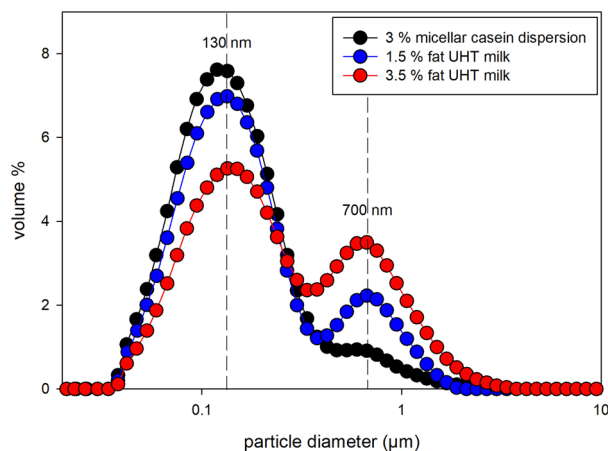 130 nm
3 % micellar casein dispersion
1.5 % fat UHT milk
3.5 % fat UHT milk
700 nm
volume %
8
6
4
2
0
0.1
1
10
particle diameter (µm)